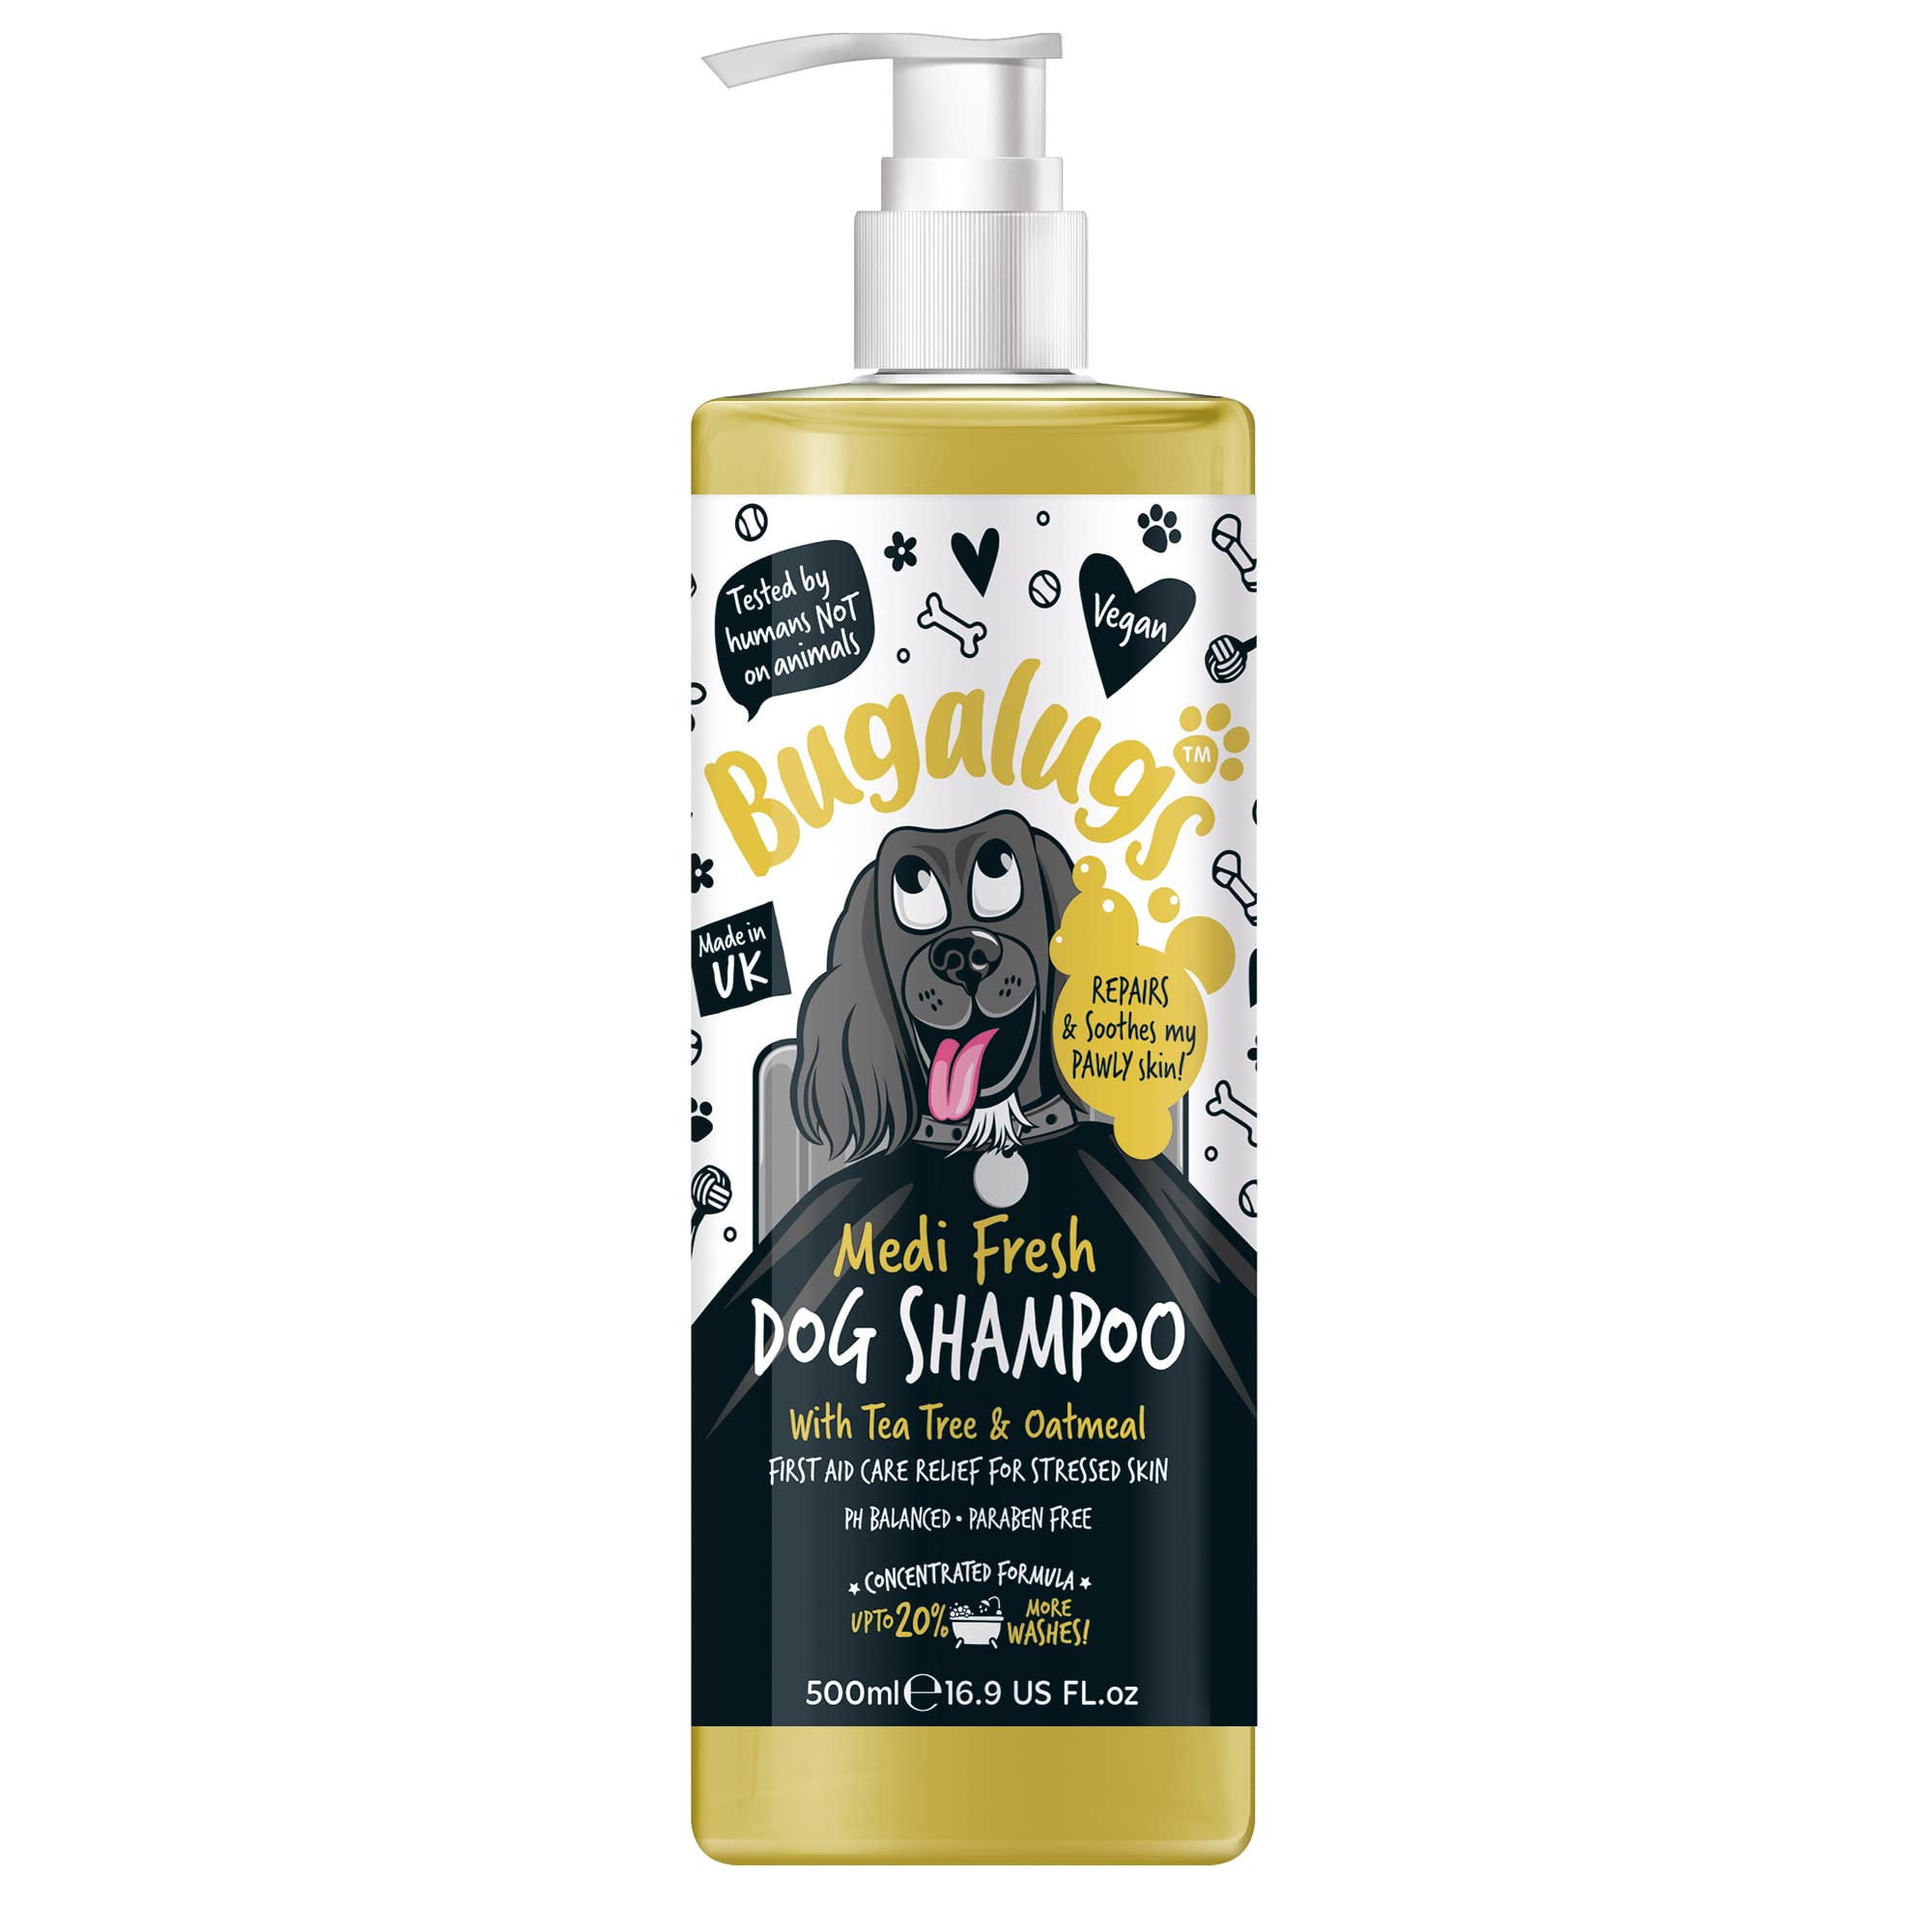 Tested by
humans NOT
on animals
Vegan
Bugalugs
TM
Made in
UK
REPAIRS
& Soothes my
PAWLY skin!
Medi Fresh
DOG SHAMPOO
With Tea Tree & Oatmeal
FIRST AID CARE RELIEF FOR STRESSED SKIN
PH BALANCED • PARABEN FREE
CONCENTRATED FORMULA
UPTO 20% MORE
WASHES!
500ml℮16.9 US FL.oz